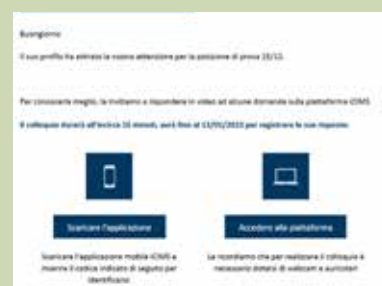 Buongiorno
Il suo profilo ha attirato la nostra attenzione per la posizione di prova
Per conoscerla meglio, la invitiamo a rispondere in video ad alcune domande sulla piattaforma
Il colloquio durerà all'incirca 15 minuti, avrà fino al per registrare le sue risposte
Scaricare l'applicazione
Accedere alla piattaforma
Scaricare l'applicazione mobile e
inserire il codice indicato di seguito per
identificarsi
Le ricordiamo che per realizzare il colloquio è
necessario dotarsi di webcam e auricolari